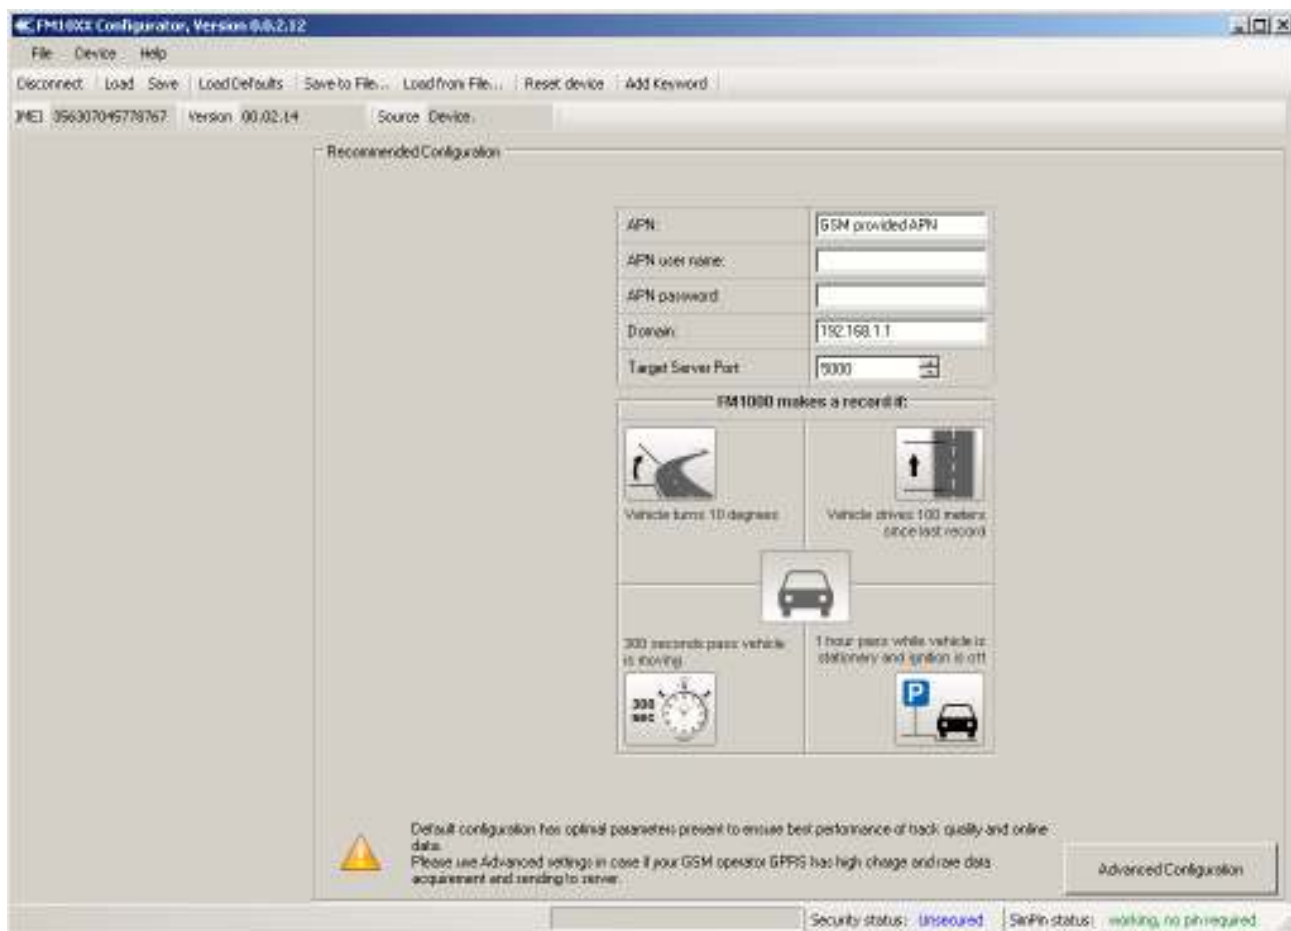 FM10XX Configurator, Version 0.0.2.12
File Device Help
Disconnect Load Save Load Defaults Save to File... Load from File... Reset device Add Keyword
IMEI 356307045778767 Version 00.02.14 Source Device.
Recommended Configuration
APN: GSM provided APN
APN user name:
APN password
Domain: 192.168.1.1
Target Server Port 5000
FM1000 makes a record if:
Vehicle turns 10 degrees
Vehicle drives 100 meters
since last record
300 seconds pass vehicle
is moving
1 hour pass while vehicle is
stationery and ignition is off
300
sec
P
Default configuration has optimal parameters present to ensure best performance of track quality and online
data.
Please use Advanced settings in case if your GSM operator GPRS has high charge and rare data
acquirement and sending to server.
Advanced Configuration
Security status: Unsecured SimPin status: working, no pin required